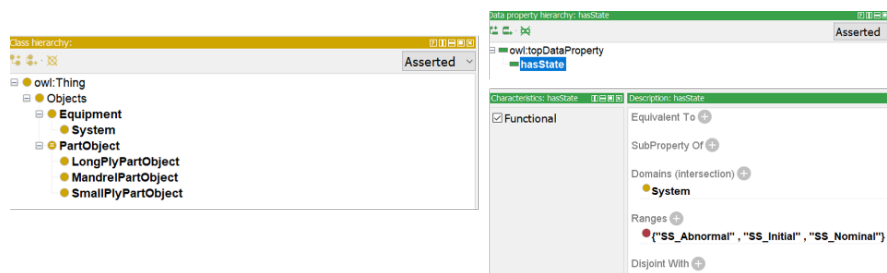 Class hierarchy:
Asserted
owl:Thing
Objects
Equipment
System
PartObject
LongPlyPartObject
MandrelPartObject
SmallPlyPartObject
Data property hierarchy: hasState
Asserted
owl:topDataProperty
hasState
Characteristics: hasState
Functional
Description: hasState
Equivalent To
SubProperty Of
Domains (intersection)
System
Ranges
{"SS_Abnormal" , "SS_Initial" , "SS_Nominal"}
Disjoint With